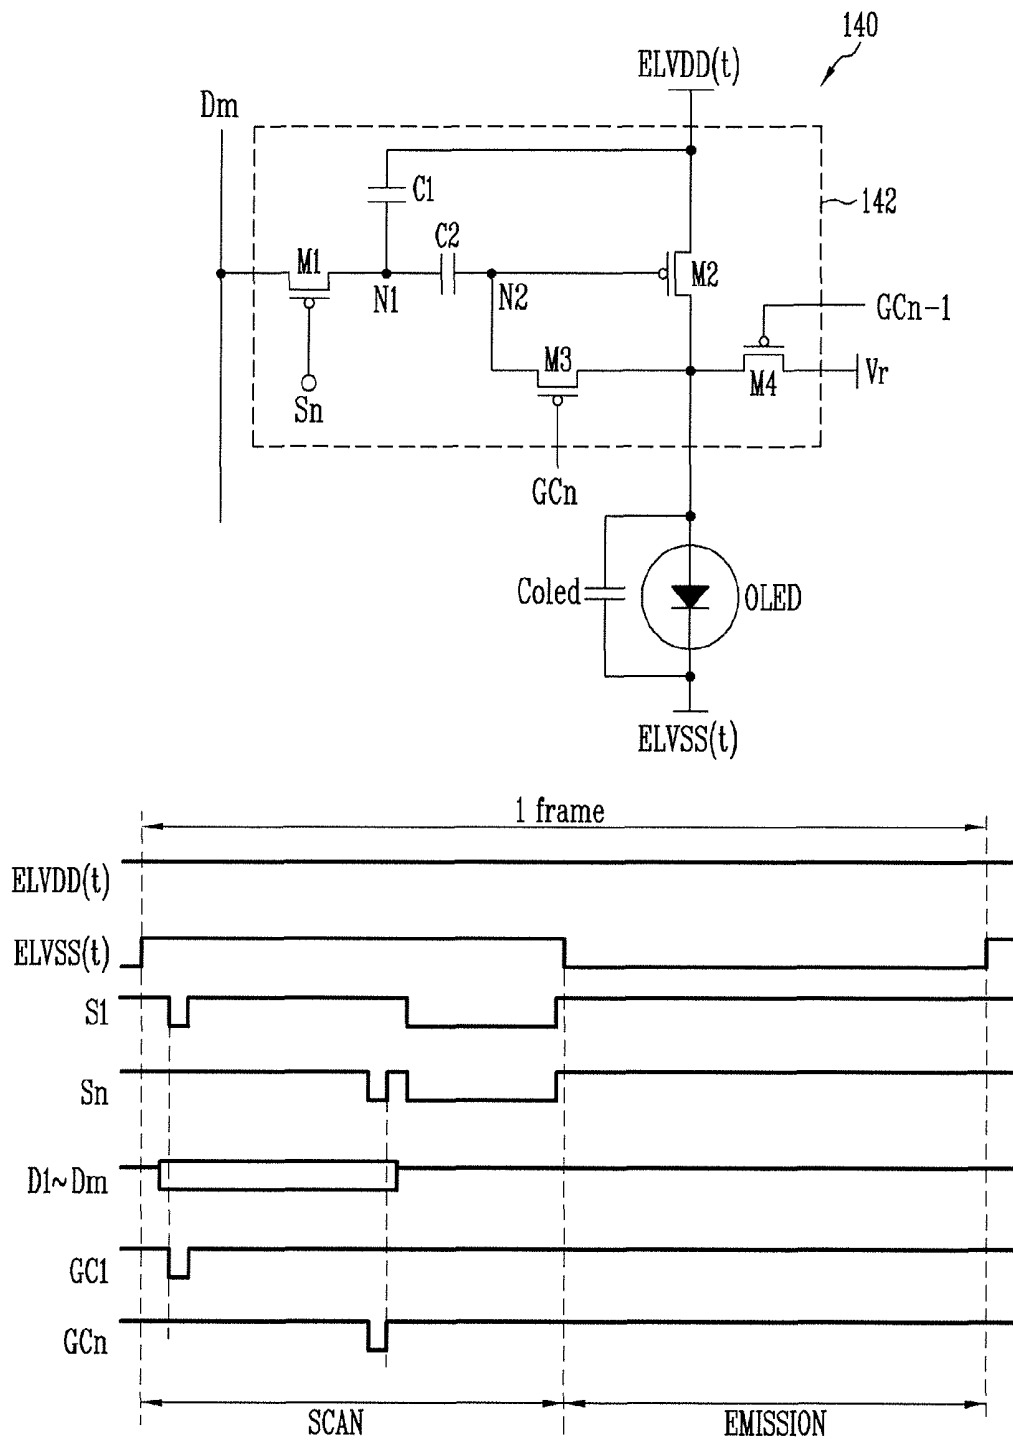 140
ELVDD(t)
Dm
C1
142
C2
M1
N1
N2
M2
GCn-1
M3
M4
Vr
Sn
GCn
Coled
OLED
ELVSS(t)
1 frame
ELVDD(t)
ELVSS(t)
S1
Sn
D1~Dm
GC1
GCn
SCAN
EMISSION